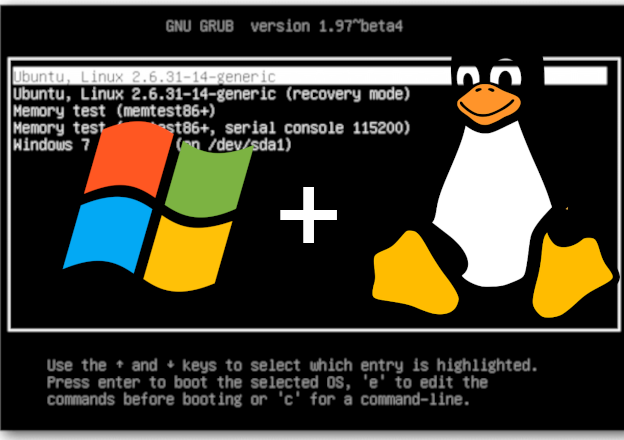 GNU GRUB version 1.97~beta4
Ubuntu, Linux 2.6.31-14-generic
Ubuntu, Linux 2.6.31-14-generic (recovery mode)
Memory test (memtest86+)
Memory test (memtest86+, serial console 115200)
Windows 7 (on /dev/sda1)
+
Use the ↑ and ↓ keys to select which entry is highlighted.
Press enter to boot the selected OS, 'e' to edit the
commands before booting or 'c' for a command-line.